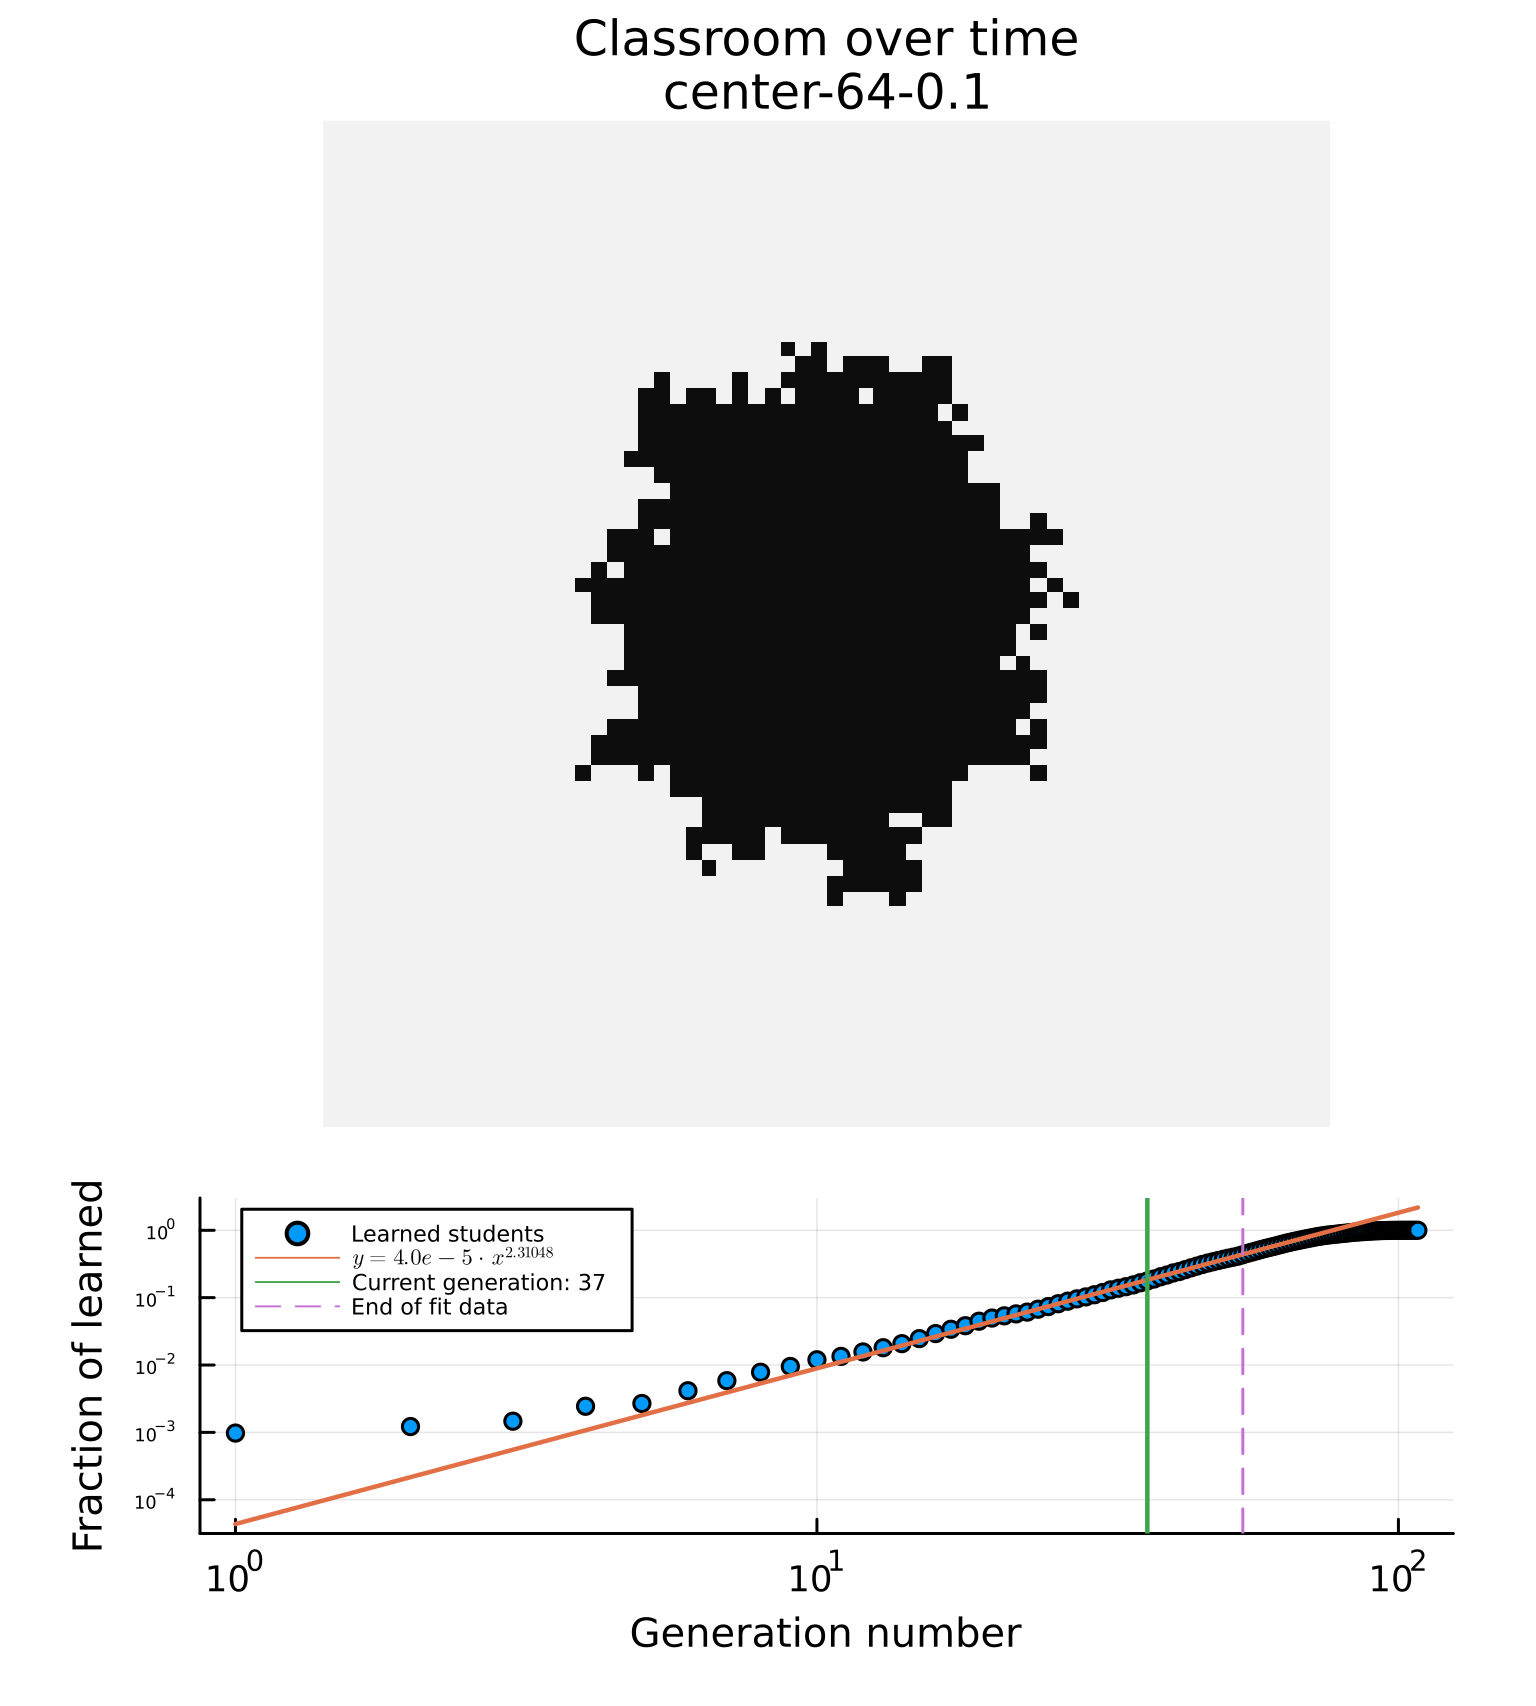 Classroom over time
center-64-0.1
Fraction of learned
10^0
10^-1
10^-2
10^-3
10^-4
Learned students
y = 4.0e − 5 · x^2.31048
Current generation: 37
End of fit data
10^0 10^1 10^2
Generation number